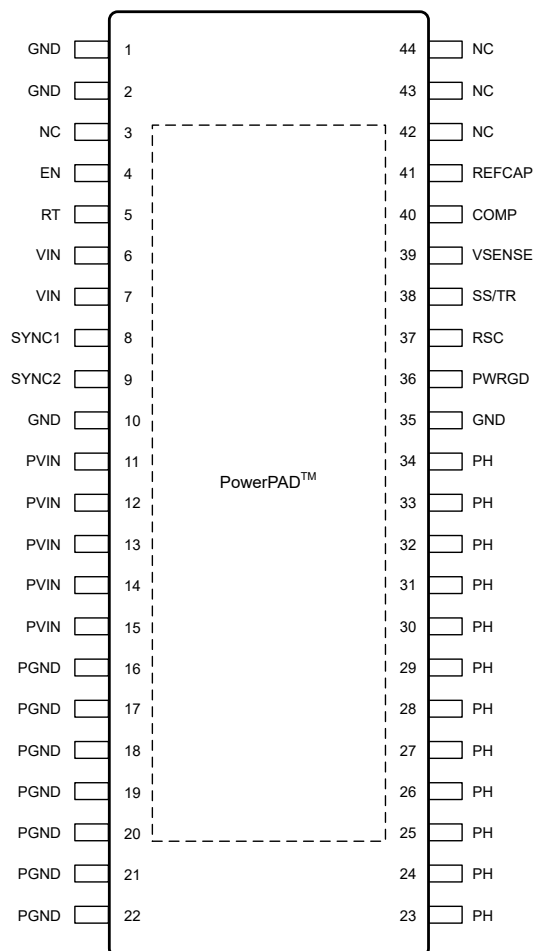 GND 1 44 NC
GND 2 43 NC
NC 3 42 NC
EN 4 41 REFCAP
RT 5 40 COMP
VIN 6 39 VSENSE
VIN 7 38 SS/TR
SYNC1 8 37 RSC
SYNC2 9 36 PWRGD
GND 10 35 GND
PVIN 11 34 PH
PowerPAD™
PVIN 12 33 PH
PVIN 13 32 PH
PVIN 14 31 PH
PVIN 15 30 PH
PGND 16 29 PH
PGND 17 28 PH
PGND 18 27 PH
PGND 19 26 PH
PGND 20 25 PH
PGND 21 24 PH
PGND 22 23 PH